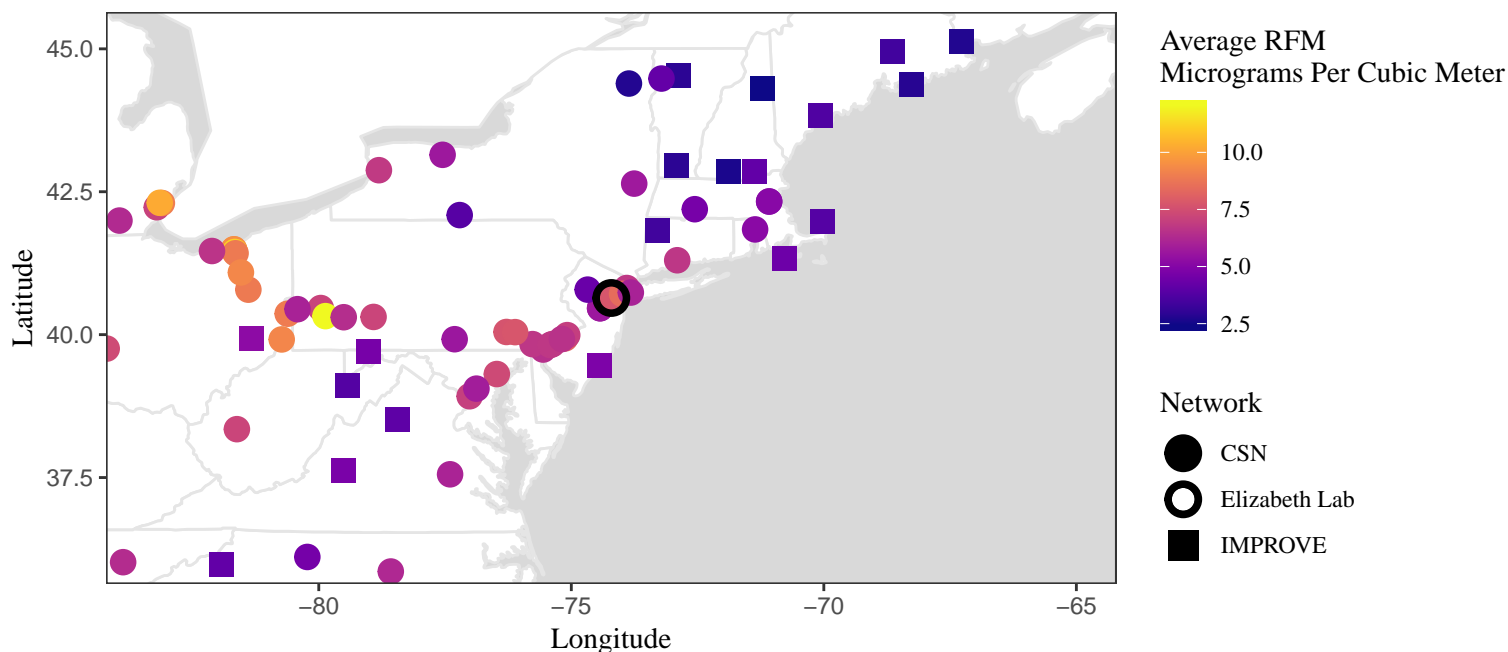 45.0
42.5
40.0
37.5
Latitude
−80
−75
−70
−65
Longitude
Average RFM
Micrograms Per Cubic Meter
10.0
7.5
5.0
2.5
Network
CSN
Elizabeth Lab
IMPROVE